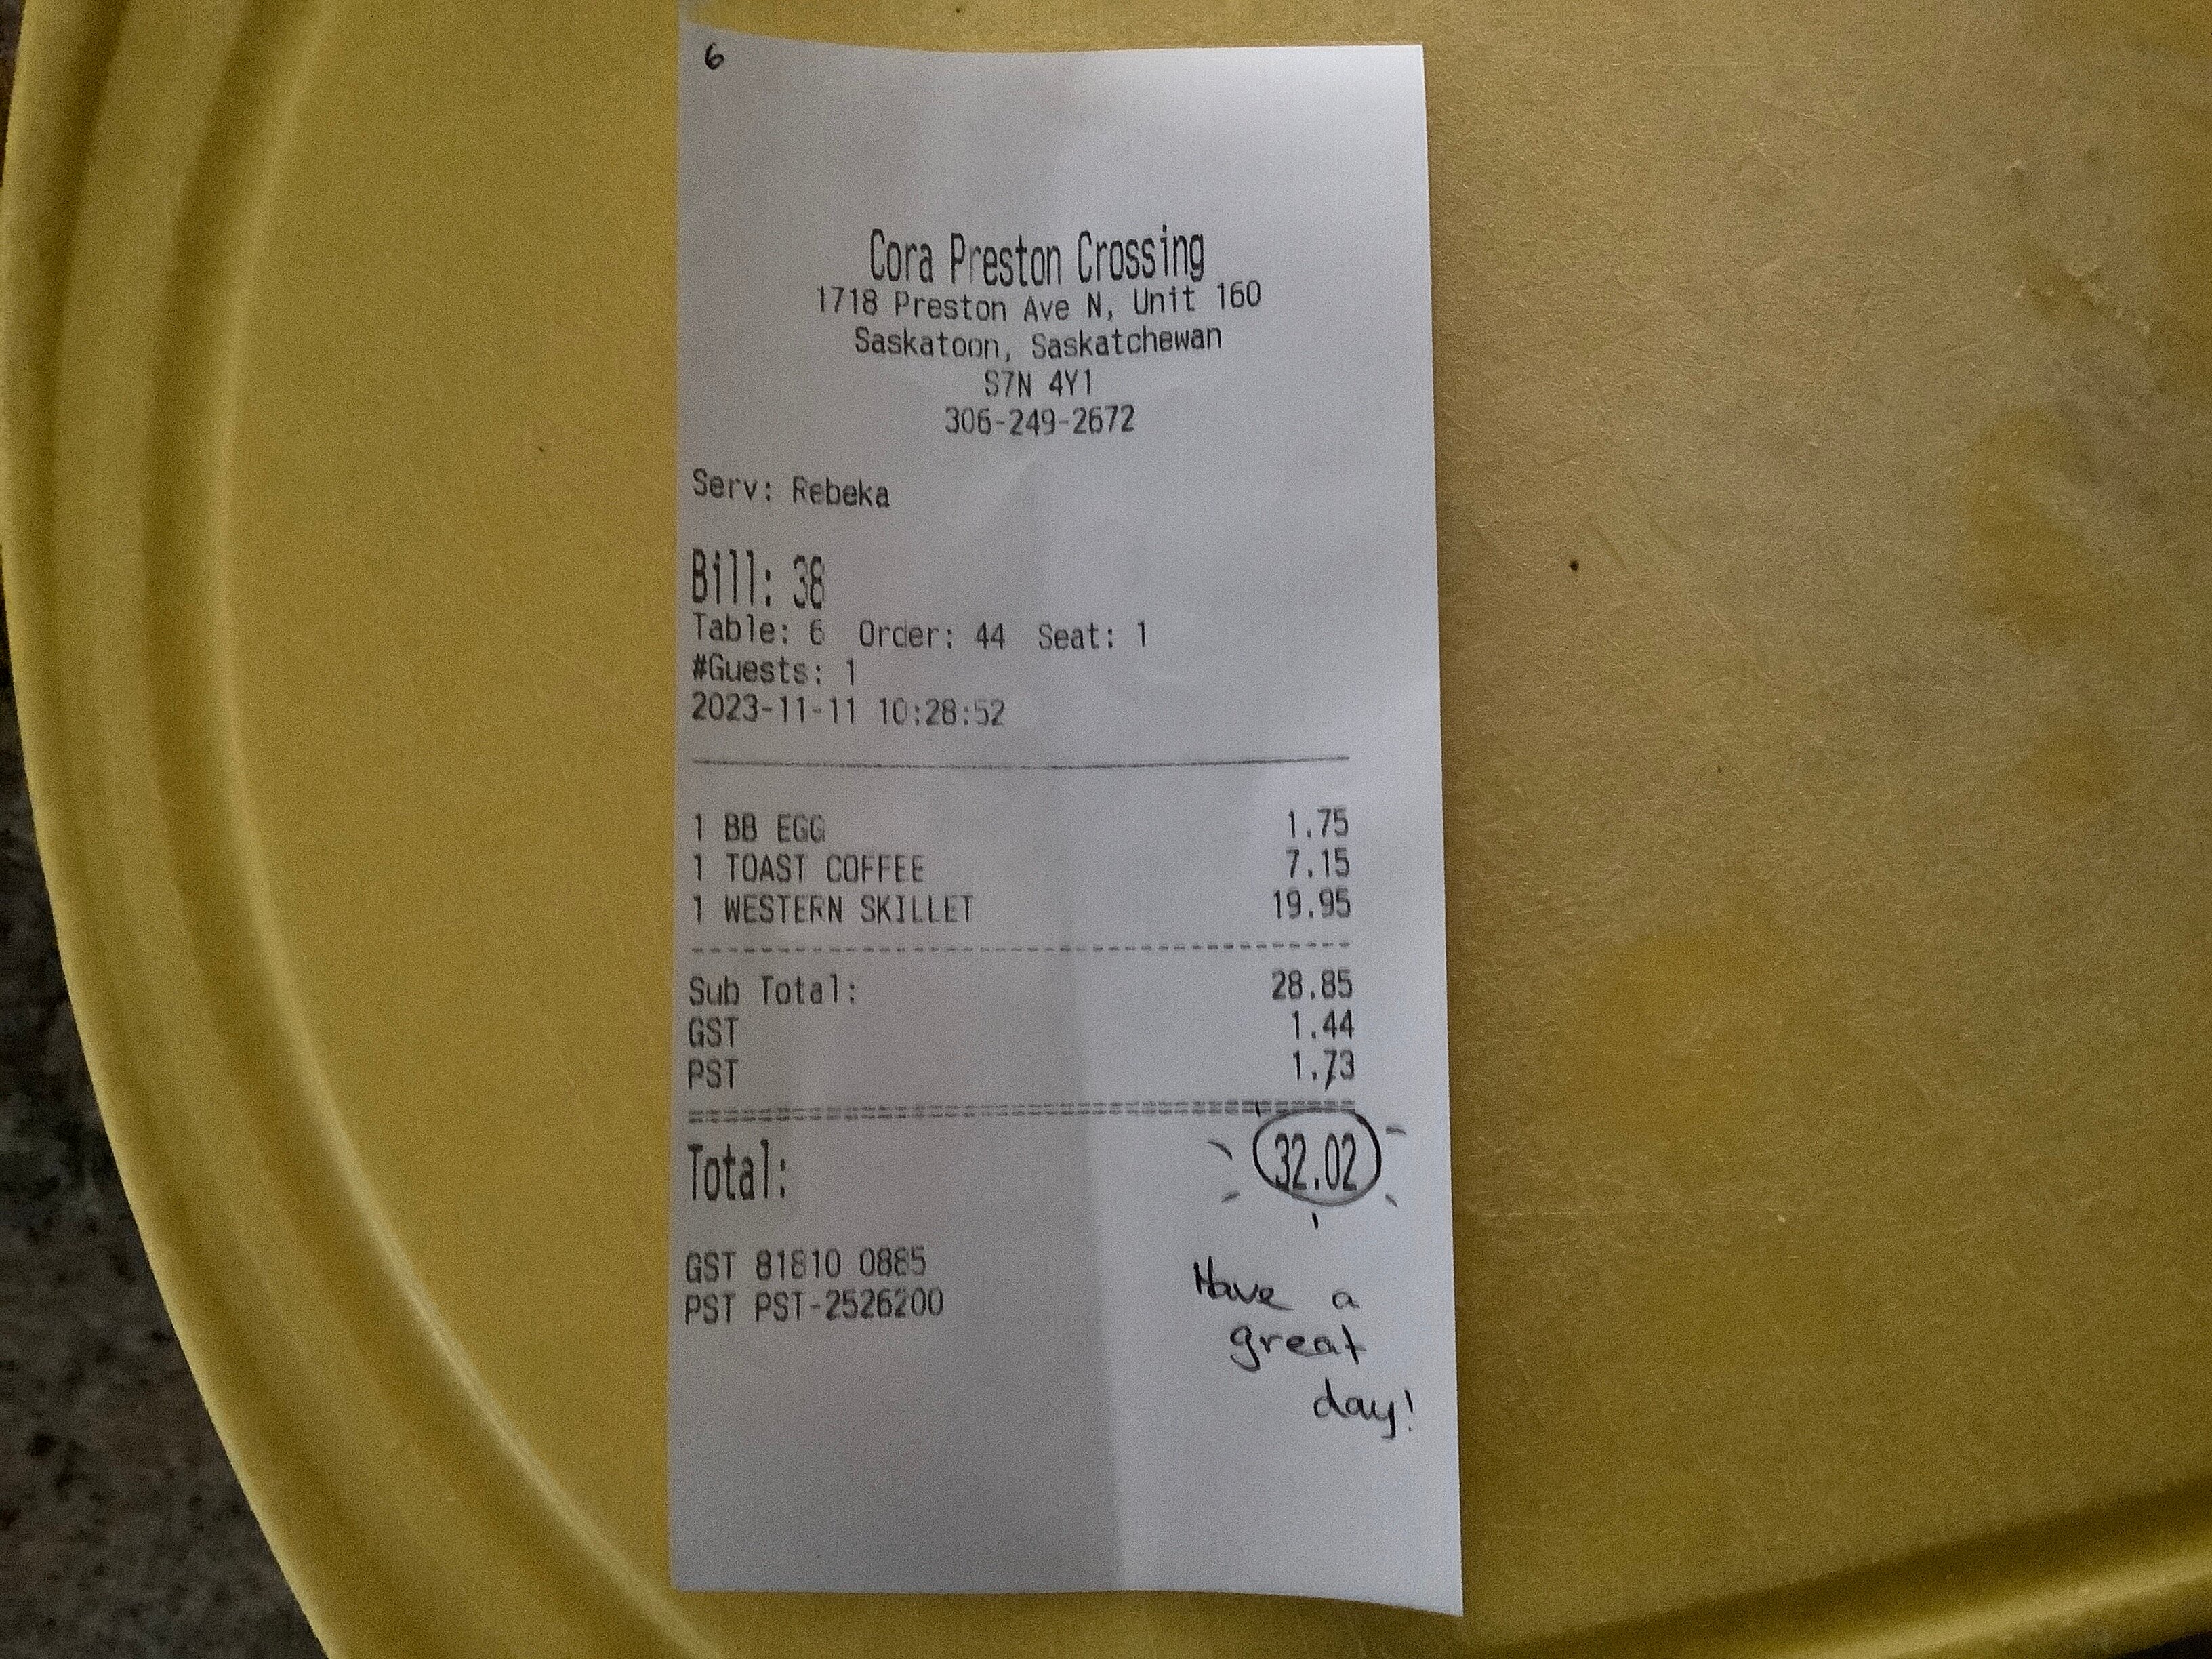 6
Cora Preston Crossing
1718 Preston Ave N, Unit 160
Saskatoon, Saskatchewan
S7N 4Y1
306-249-2672
Serv: Rebeka
Bill: 38
Table: 6 Order: 44 Seat: 1
#Guests: 1
2023-11-11 10:28:52
1 BB EGG 1.75
1 TOAST COFFEE 7.15
1 WESTERN SKILLET 19.95
Sub Total: 28.85
GST 1.44
PST 1.73
Total: 32.02
GST 81810 0885
PST PST-2526200
Have a
great
day!